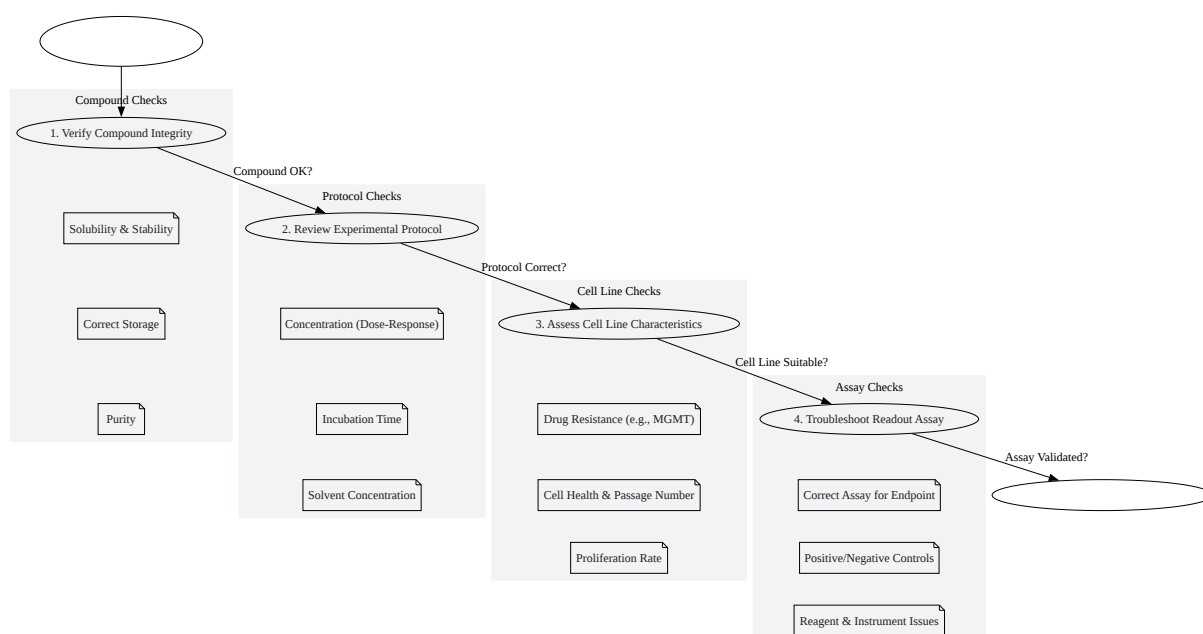 Compound Checks
1. Verify Compound Integrity
Compound OK?
Solubility & Stability
Correct Storage
Purity
Protocol Checks
2. Review Experimental Protocol
Protocol Correct?
Concentration (Dose-Response)
Incubation Time
Solvent Concentration
Cell Line Checks
3. Assess Cell Line Characteristics
Cell Line Suitable?
Drug Resistance (e.g., MGMT)
Cell Health & Passage Number
Proliferation Rate
Assay Checks
4. Troubleshoot Readout Assay
Assay Validated?
Correct Assay for Endpoint
Positive/Negative Controls
Reagent & Instrument Issues